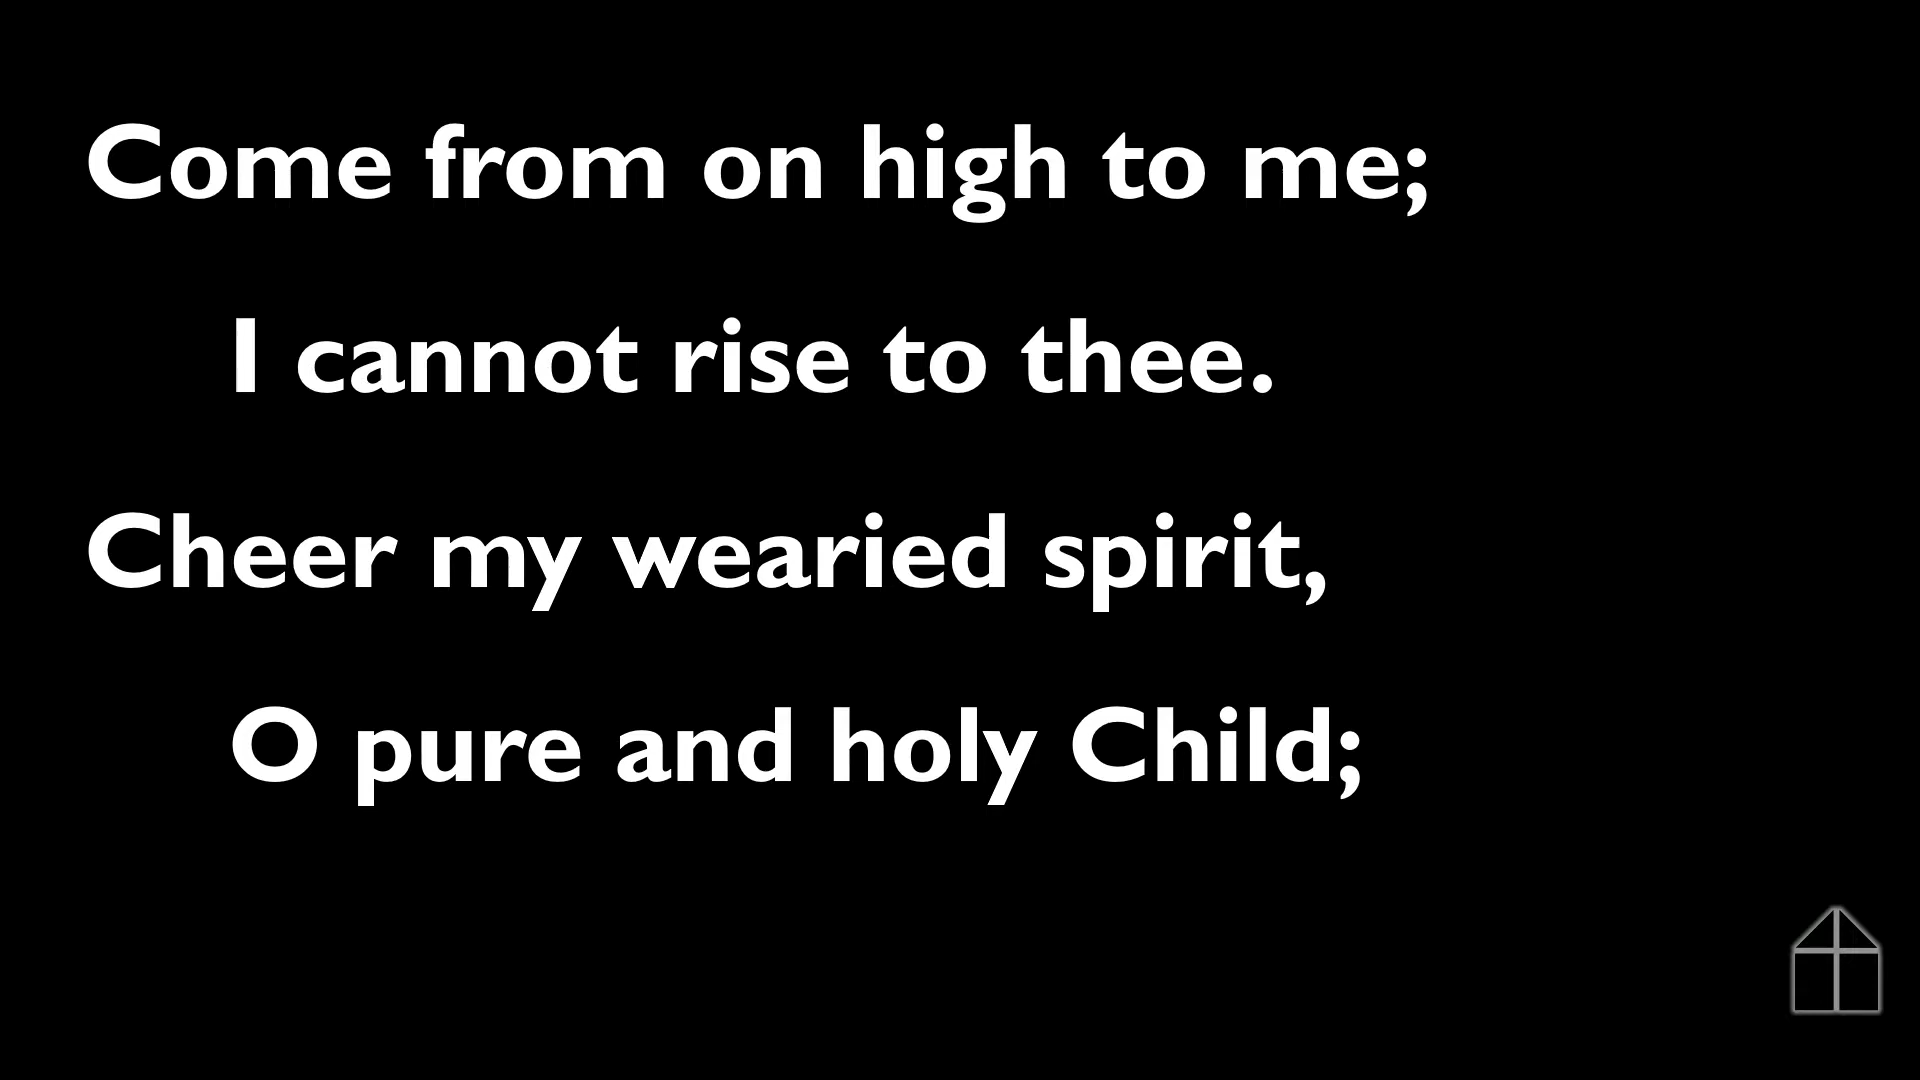 Come from on high to me;
I cannot rise to thee.
Cheer my wearied spirit,
O pure and holy Child;